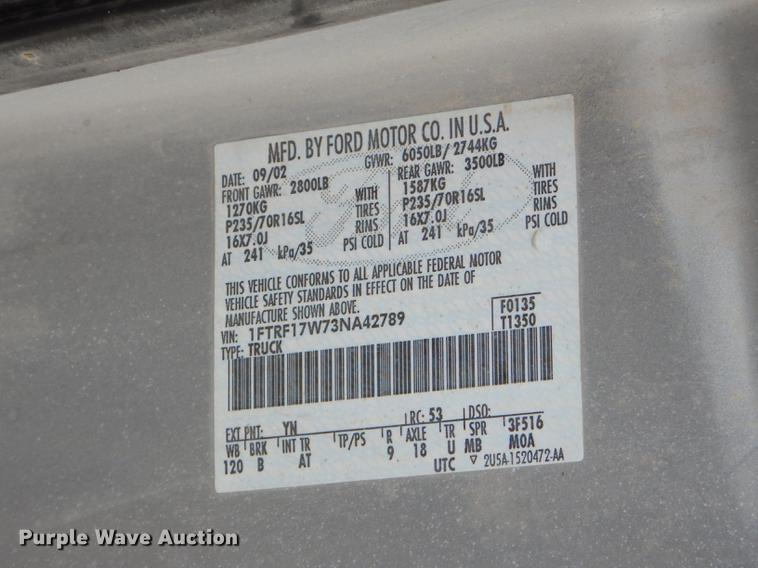 MFD. BY FORD MOTOR CO. IN U.S.A.
DATE: 09/02 GVWR: 6050LB/ 2744KG
FRONT GAWR: 2800LB REAR GAWR: 3500LB
1270KG WITH 1587KG WITH
P235/70R16SL TIRES P235/70R16SL TIRES
16X7.0J RIMS 16X7.0J RIMS
AT 241 kPa/35 PSI COLD AT 241 kPa/35 PSI COLD
THIS VEHICLE CONFORMS TO ALL APPLICABLE FEDERAL MOTOR
VEHICLE SAFETY STANDARDS IN EFFECT ON THE DATE OF
MANUFACTURE SHOWN ABOVE.
VIN: 1FTRF17W73NA42789 F0135
TYPE: TRUCK T1350
EXT PNT: YN RC: 53 DSO:
WB BRK INT TR TP/PS R AXLE TR SPR 3F516
120 B AT 9 18 U MB MOA
UTC ▽ 2U5A-1520472-AA
Purple Wave Auction